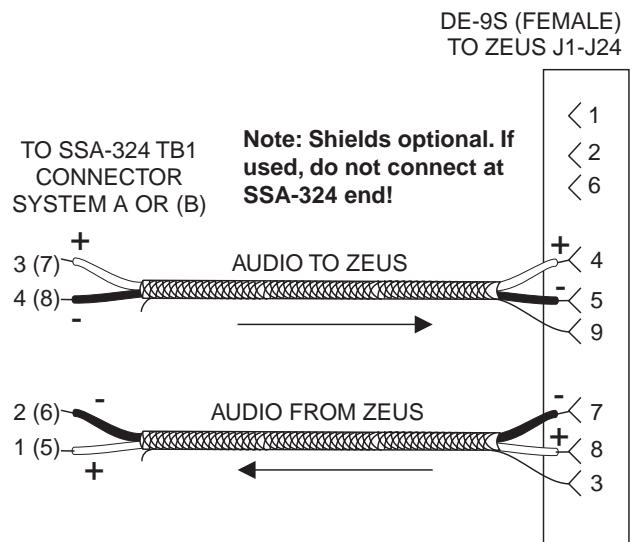 DE-9S (FEMALE)
TO ZEUS J1-J24
1
2
6
TO SSA-324 TB1
CONNECTOR
SYSTEM A OR (B)
Note: Shields optional. If
used, do not connect at
SSA-324 end!
+
3 (7)
4 (8)
-
AUDIO TO ZEUS
+
4
-
5
9
-
2 (6)
1 (5)
+
AUDIO FROM ZEUS
-
7
+
8
3